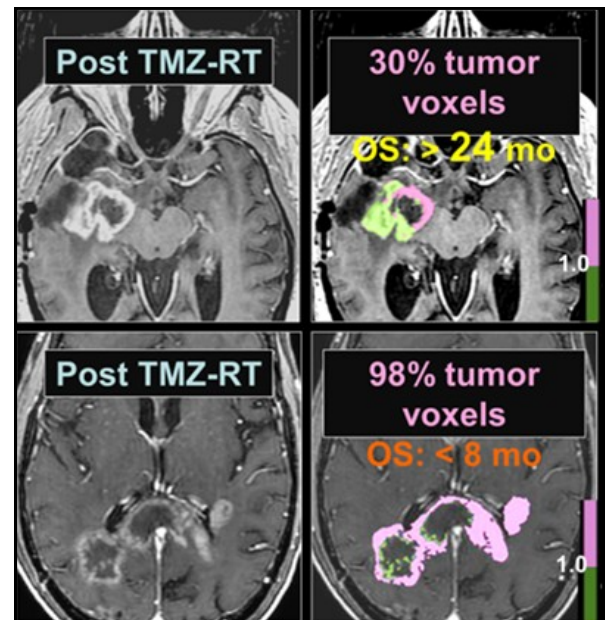 Post TMZ-RT
30% tumor
voxels
OS: > 24 mo
1.0
Post TMZ-RT
98% tumor
voxels
OS: < 8 mo
1.0